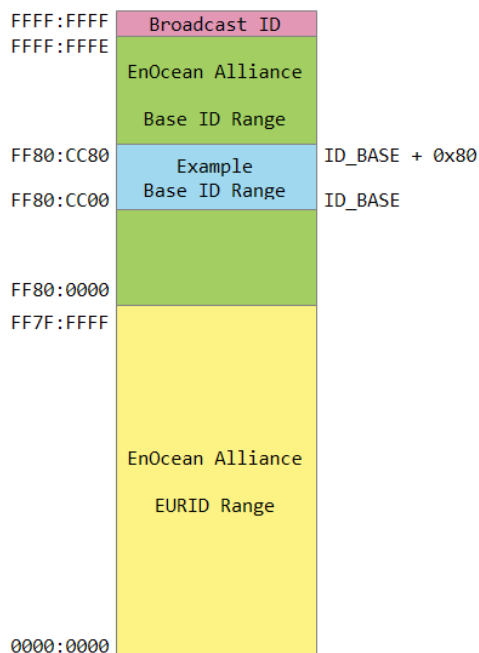 FFFF:FFFF
Broadcast ID
FFFF:FFFE
EnOcean Alliance
Base ID Range
FF80:CC80
Example
ID_BASE + 0x80
Base ID Range
FF80:CC00
ID_BASE
FF80:0000
FF7F:FFFF
EnOcean Alliance
EURID Range
0000:0000